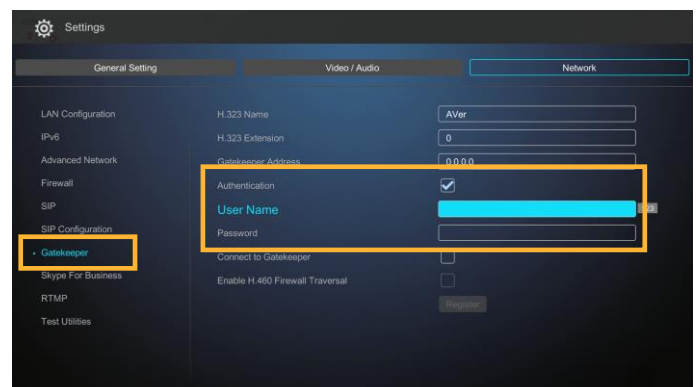 Settings
General Setting Video / Audio Network
LAN Configuration H.323 Name AVer
IPv6 H.323 Extension 0
Advanced Network Gatekeeper Address 0.0.0.0
Firewall Authentication
SIP User Name
SIP Configuration Password
Gatekeeper Connect to Gatekeeper
Skype For Business Enable H.460 Firewall Traversal
RTMP Register
Test Utilities